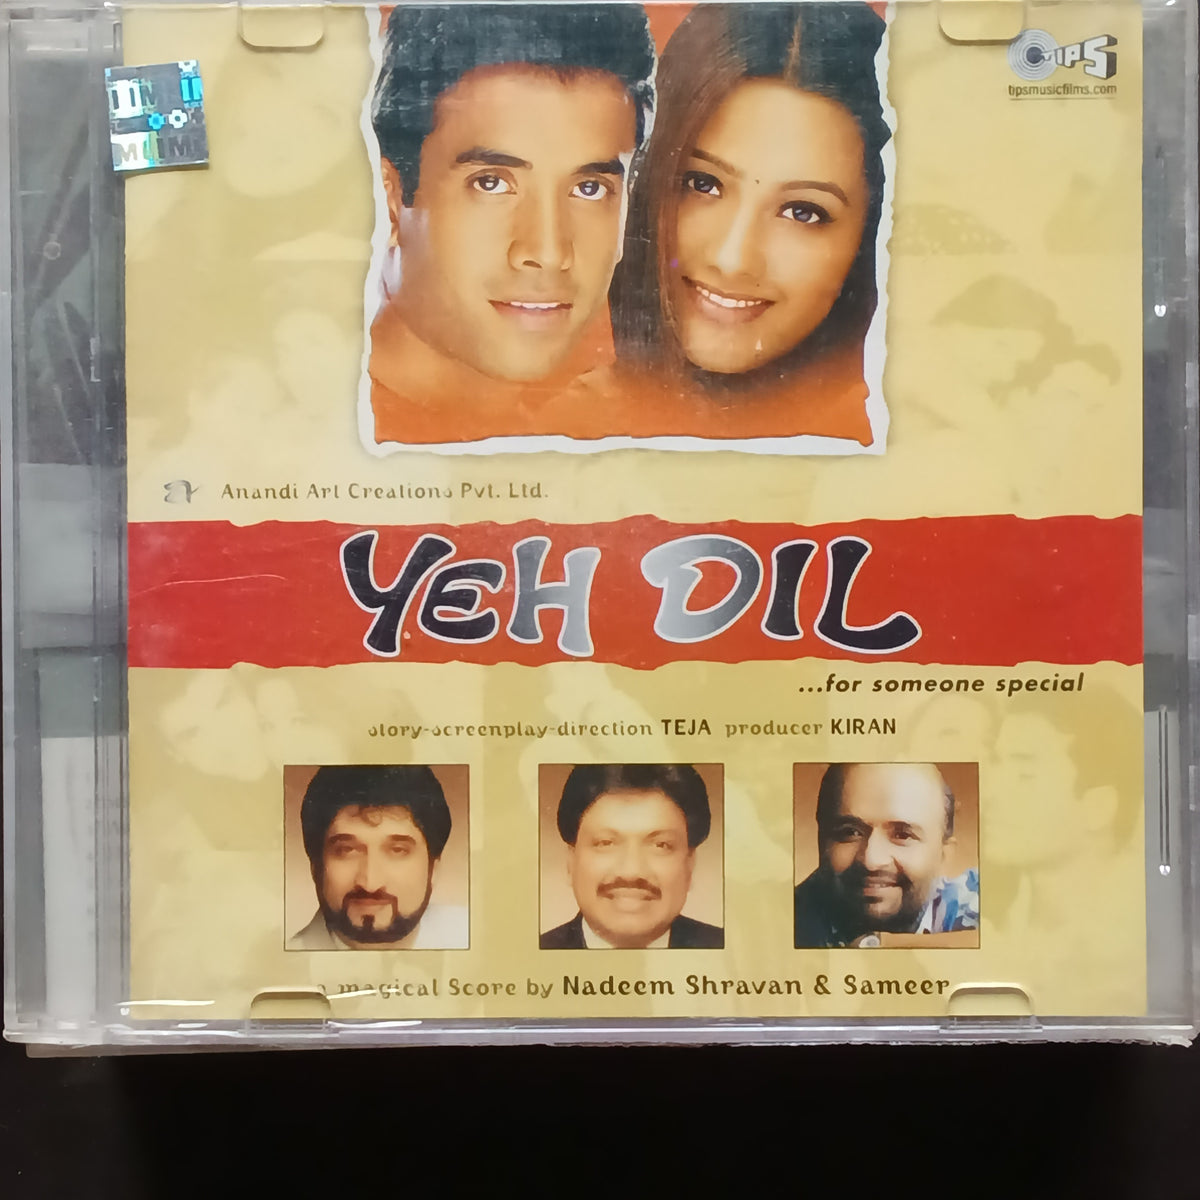 TIPS
tipsmusicfilms.com
Anandi Art Creations Pvt. Ltd.
YEH DIL
...for someone special
story-screenplay-direction TEJA producer KIRAN
a magical Score by Nadeem Shravan & Sameer